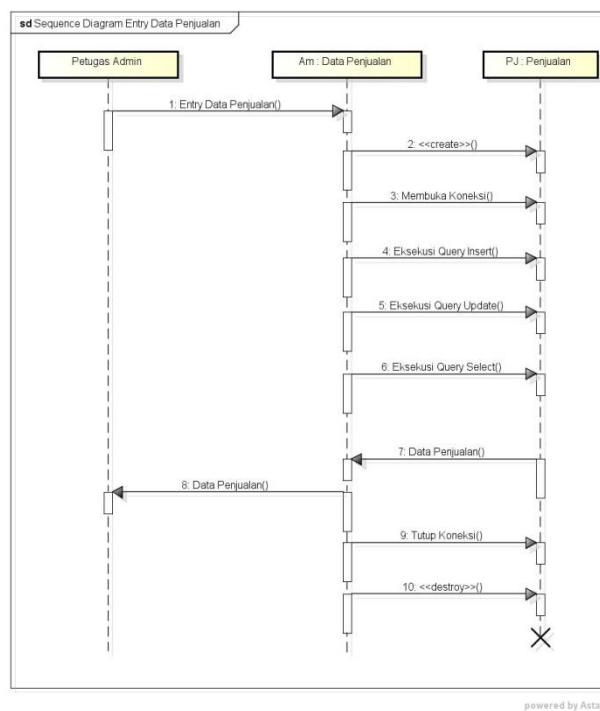 sd Sequence Diagram Entry Data Penjualan
Petugas Admin
Am : Data Penjualan
PJ : Penjualan
1: Entry Data Penjualan()
2: <<create>>()
3: Membuka Koneksi()
4: Eksekusi Query Insert()
5: Eksekusi Query Update()
6: Eksekusi Query Select()
7: Data Penjualan()
8: Data Penjualan()
9: Tutup Koneksi()
10: <<destroy>>()
powered by Asta